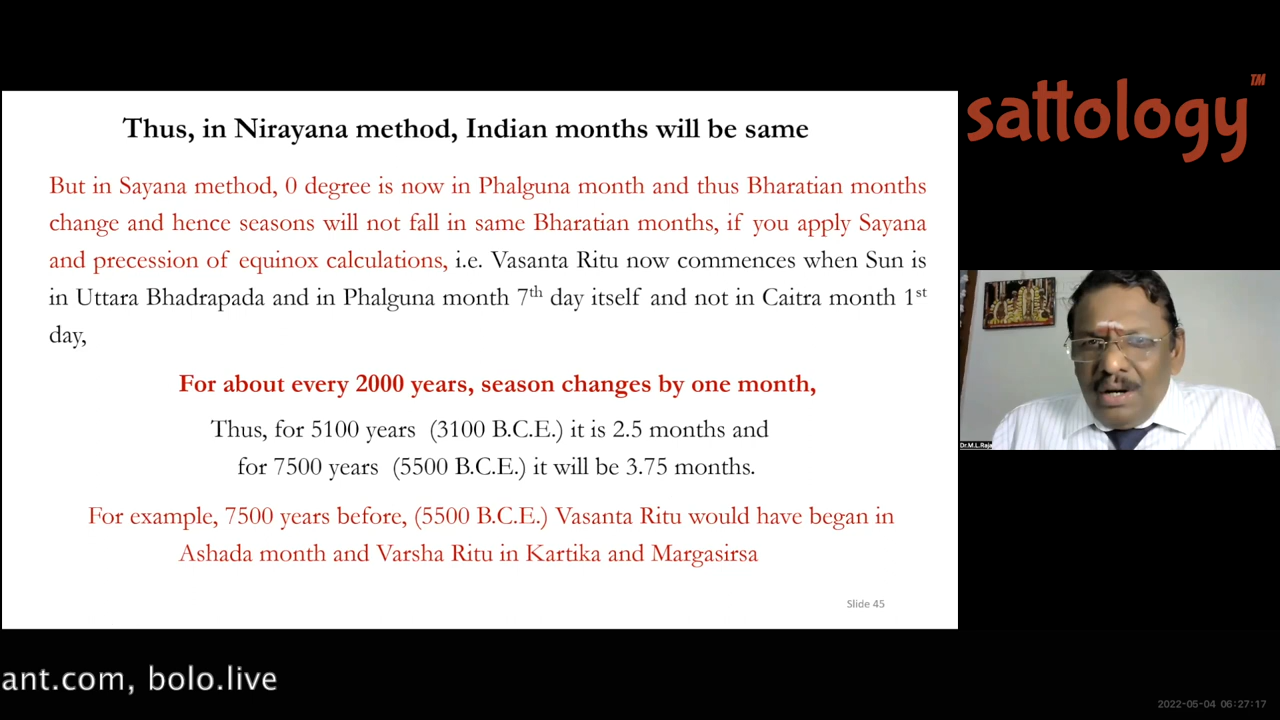 sattology™
Thus, in Nirayana method, Indian months will be same
But in Sayana method, 0 degree is now in Phalguna month and thus Bharatian months
change and hence seasons will not fall in same Bharatian months, if you apply Sayana
and precession of equinox calculations, i.e. Vasanta Ritu now commences when Sun is
in Uttara Bhadrapada and in Phalguna month 7th day itself and not in Caitra month 1st
day,
For about every 2000 years, season changes by one month,
Thus, for 5100 years (3100 B.C.E.) it is 2.5 months and
for 7500 years (5500 B.C.E.) it will be 3.75 months.
For example, 7500 years before, (5500 B.C.E.) Vasanta Ritu would have began in
Ashada month and Varsha Ritu in Kartika and Margasirsa
Slide 45
Dr.M.L.Raja
ant.com, bolo.live
2022-05-04 06:27:17